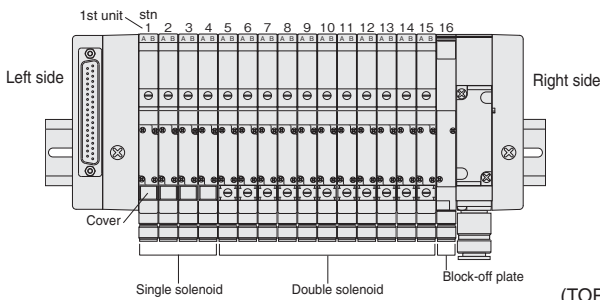 1st unit stn
1 2 3 4 5 6 7 8 9 10 11 12 13 14 15 16
A B A B A B A B A B A B A B A B A B A B A B A B A B A B A B
Left side
Right side
Cover
Single solenoid
Double solenoid
Block-off plate
(TOP